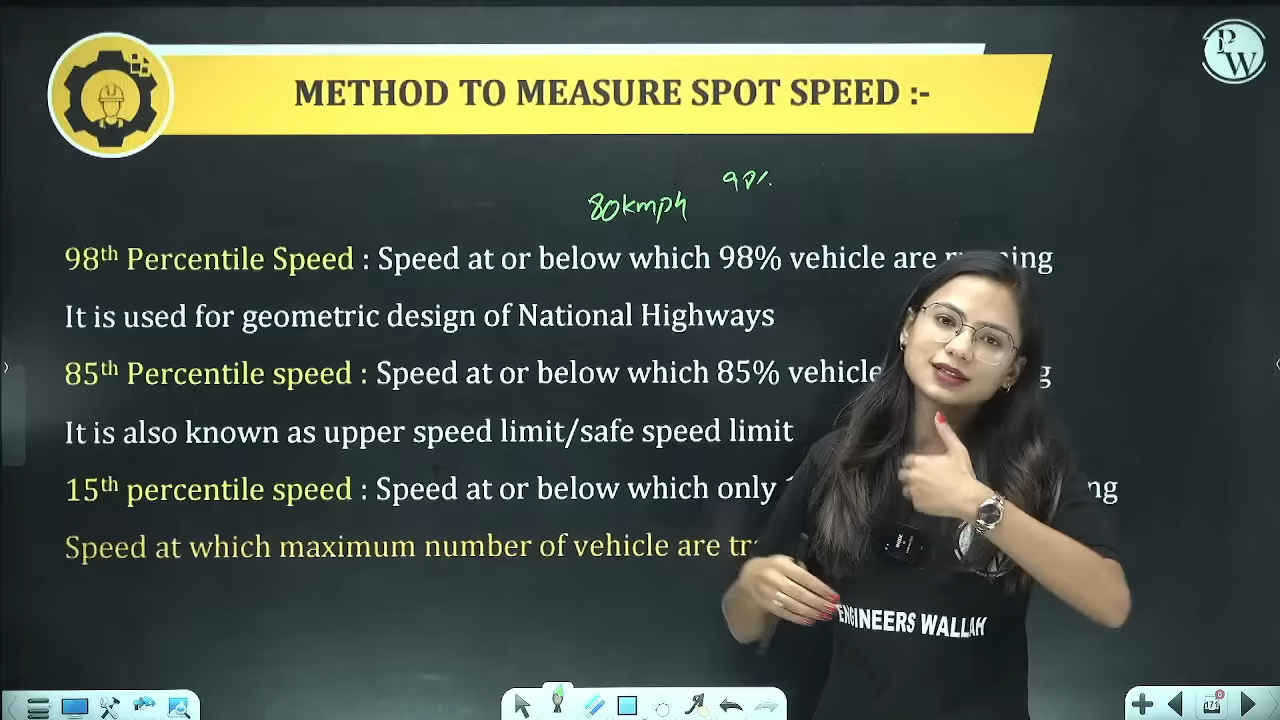 PW
METHOD TO MEASURE SPOT SPEED :-
98%
80kmph
98th Percentile Speed : Speed at or below which 98% vehicle are
It is used for geometric design of National Highways
85th Percentile speed : Speed at or below which 85% vehicle
It is also known as upper speed limit/safe speed limit
15th percentile speed : Speed at or below which only
Speed at which maximum number of vehicle are
ENGINEERS WALLAH